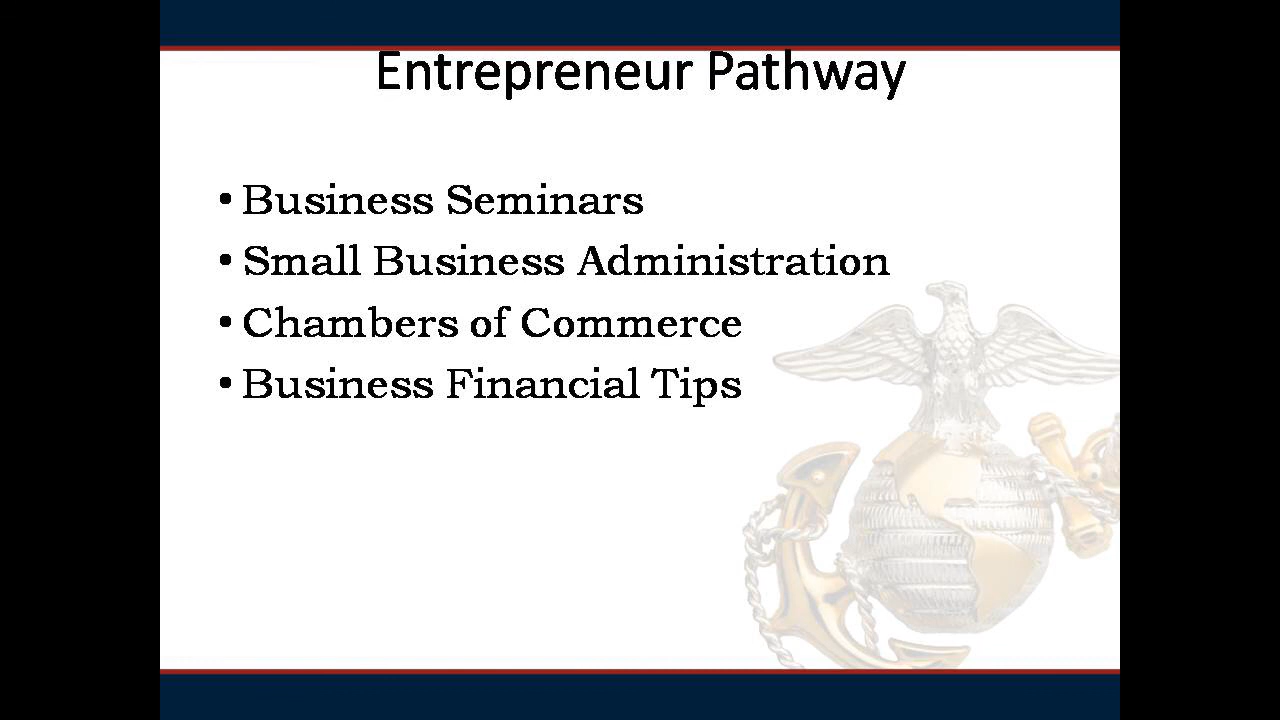 Entrepreneur Pathway
• Business Seminars
• Small Business Administration
• Chambers of Commerce
• Business Financial Tips